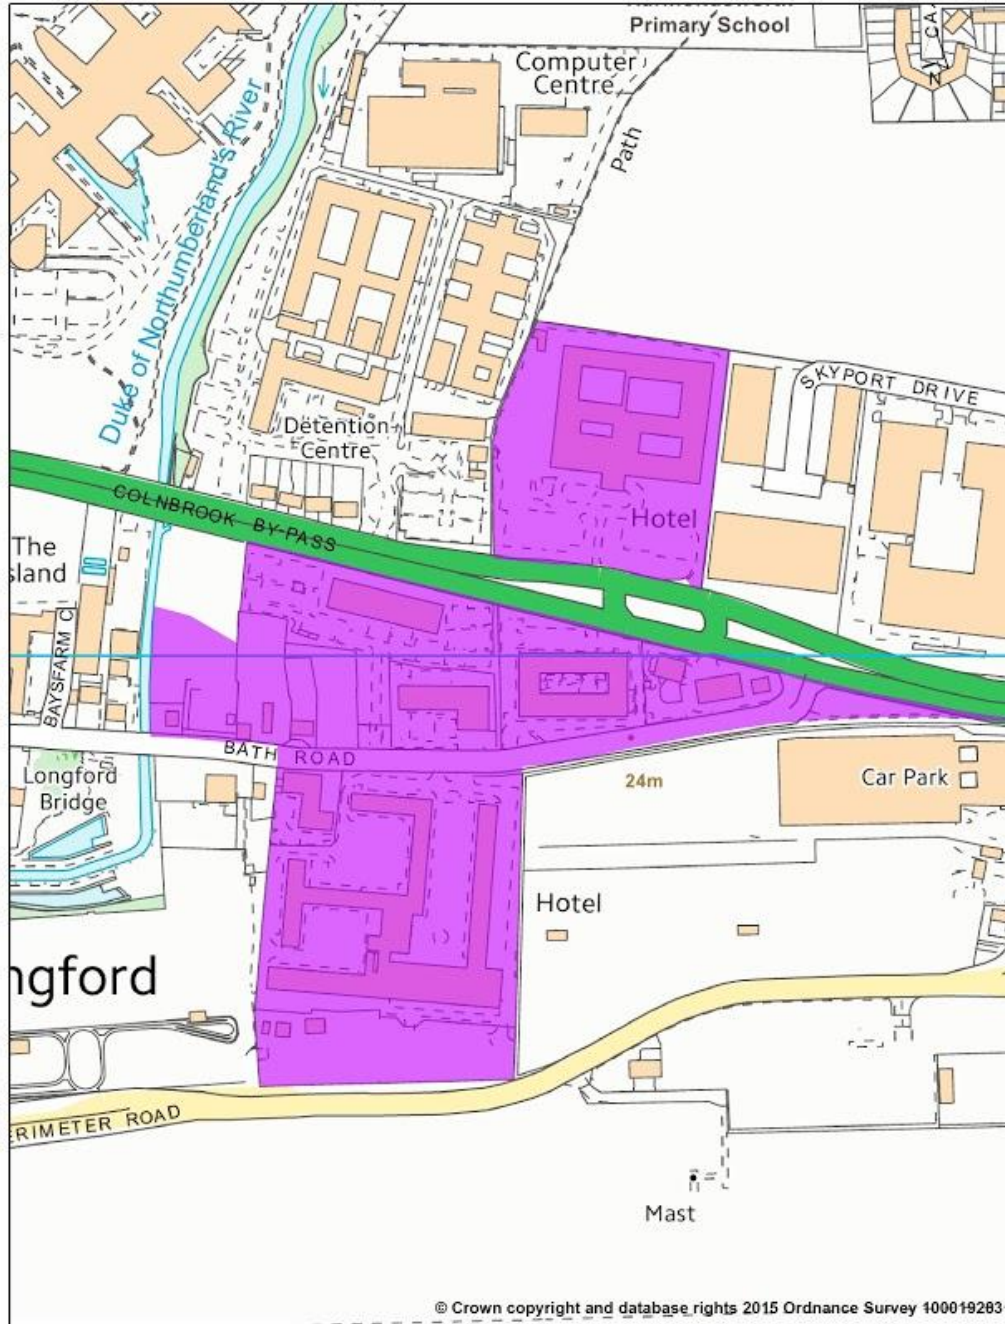 Primary School
CA
Computer
Centre
Path
Duke of Northumberland's River
SKYPORT DRIVE
Detention
Centre
COLNBROOK BY-PASS
Hotel
The
sland
BAYSFARM C
BATH ROAD
Longford
Bridge
24m
Car Park
Hotel
ngford
ERIMETER ROAD
Mast
© Crown copyright and database rights 2015 Ordnance Survey 100019283